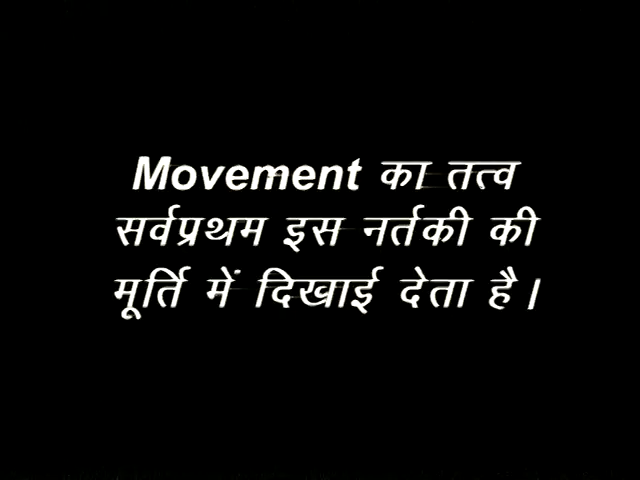 Movement का तत्व
सर्वप्रथम इस नर्तकी की
मूर्ति में दिखाई देता है।